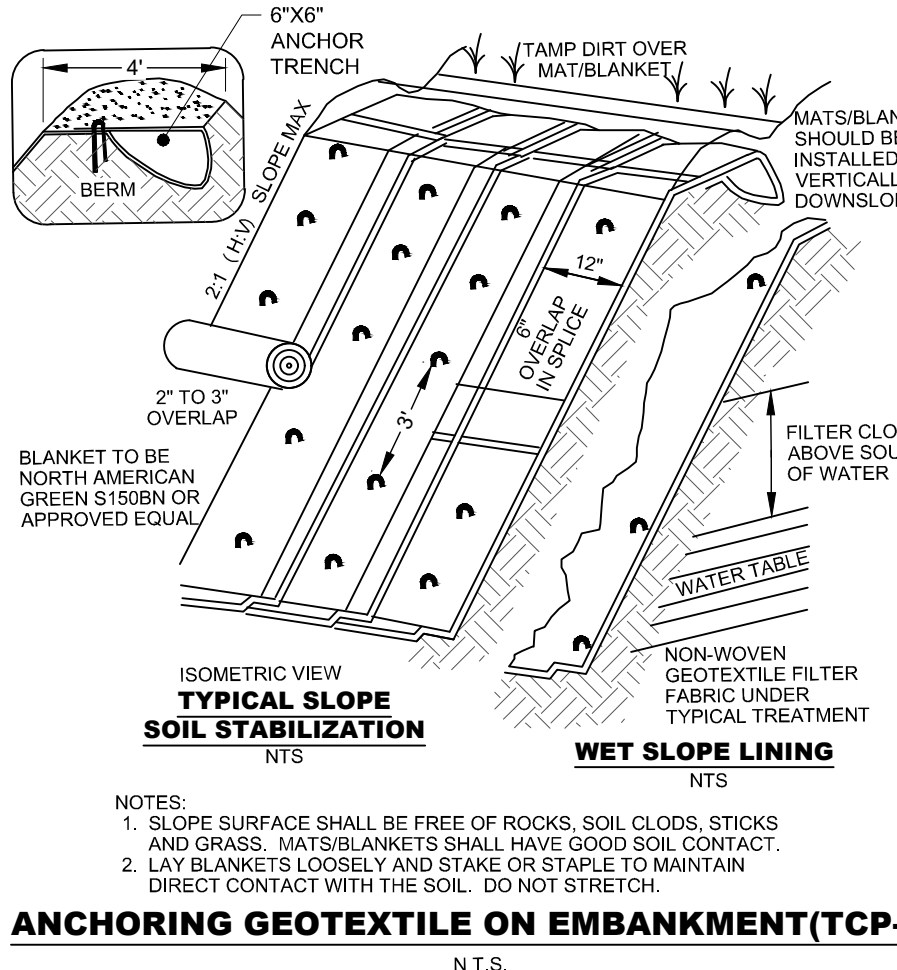 6"X6"
ANCHOR
TRENCH
4'
BERM
TAMP DIRT OVER
MAT/BLANKET
MATS/BLAN
SHOULD BE
INSTALLED
VERTICALL
DOWNSLO
2:1 (H:V) SLOPE MAX
12"
6"
OVERLAP
IN SPLICE
2" TO 3"
OVERLAP
3'
BLANKET TO BE
NORTH AMERICAN
GREEN S150BN OR
APPROVED EQUAL
FILTER CLO
ABOVE SOU
OF WATER
WATER TABLE
NON-WOVEN
GEOTEXTILE FILTER
FABRIC UNDER
TYPICAL TREATMENT
ISOMETRIC VIEW
TYPICAL SLOPE
SOIL STABILIZATION
NTS
WET SLOPE LINING
NTS
NOTES:
1. SLOPE SURFACE SHALL BE FREE OF ROCKS, SOIL CLODS, STICKS
AND GRASS. MATS/BLANKETS SHALL HAVE GOOD SOIL CONTACT.
2. LAY BLANKETS LOOSELY AND STAKE OR STAPLE TO MAINTAIN
DIRECT CONTACT WITH THE SOIL. DO NOT STRETCH.
ANCHORING GEOTEXTILE ON EMBANKMENT(TCP-
N.T.S.